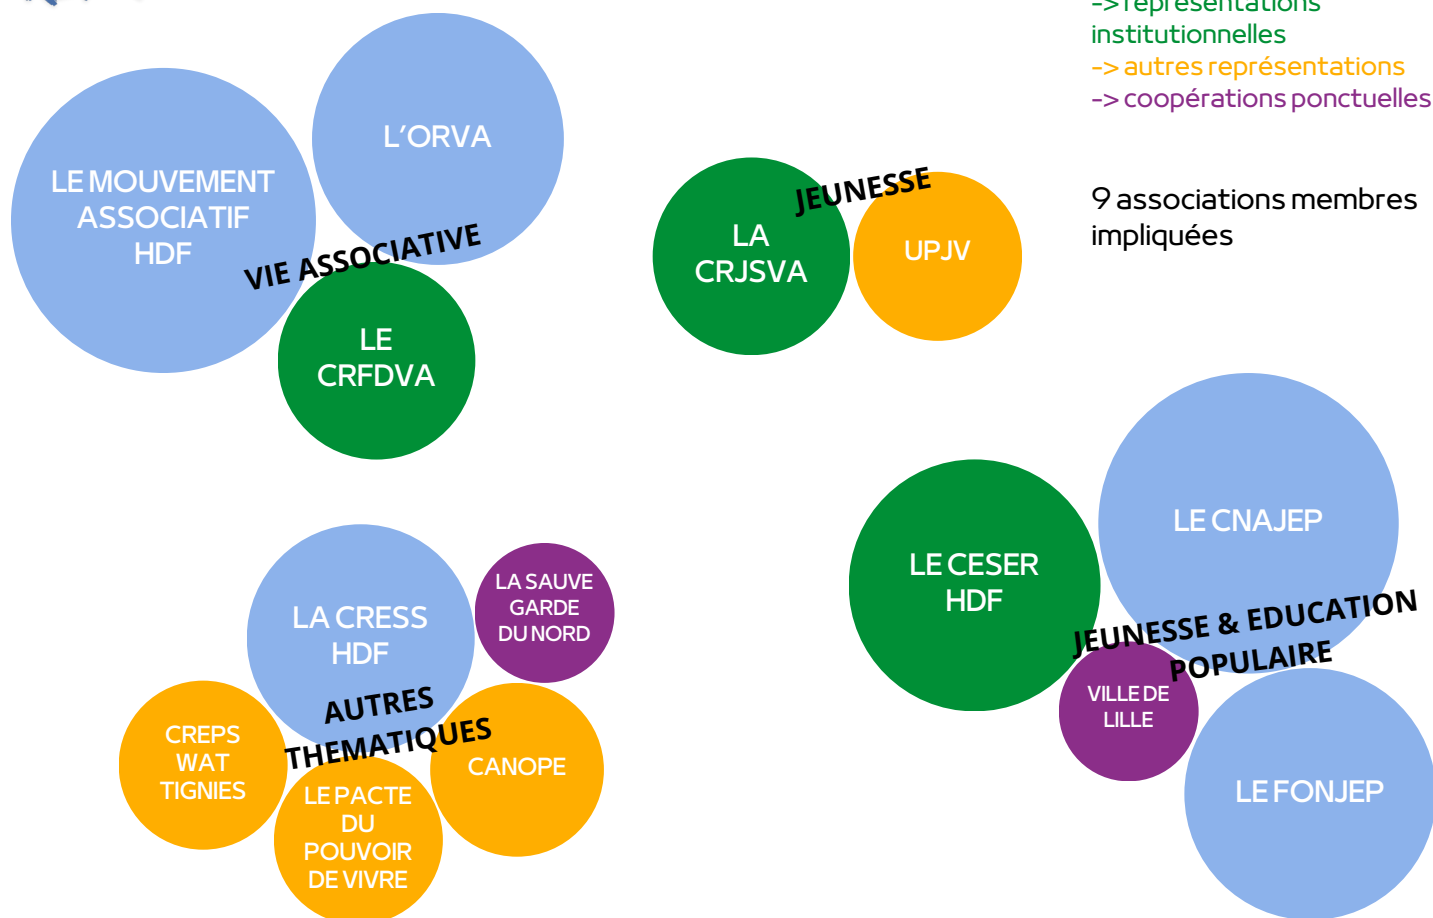 ->représentations
institutionnelles
-> autres représentations
-> coopérations ponctuelles
9 associations membres
impliquées
LE MOUVEMENT
ASSOCIATIF
HDF
L'ORVA
VIE ASSOCIATIVE
LE
CRFDVA
JEUNESSE
LA
CRJSVA
UPJV
LA CRESS
HDF
LA SAUVE
GARDE
DU NORD
AUTRES
THEMATIQUES
CREPS
WAT
TIGNIES
LE PACTE
DU
POUVOIR
DE VIVRE
CANOPE
LE CESER
HDF
LE CNAJEP
JEUNESSE & EDUCATION
POPULAIRE
VILLE DE
LILLE
LE FONJEP